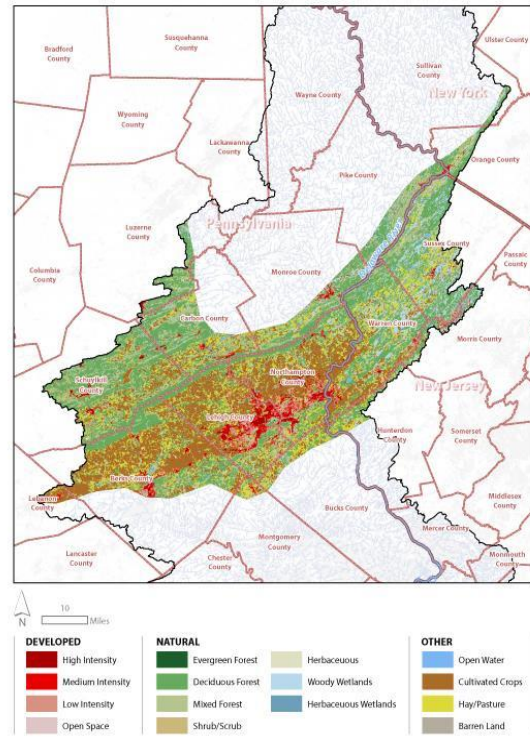 Bradford
County
Susquehanna
County
Ulster County
Sullivan
County
Wayne County
New York
Wyoming
County
Lackawanna
County
Orange County
Pike County
Luzerne
County
Pennsylvania
Sussex County
Passaic
County
Columbia
County
Monroe County
Carbon County
Warren County
Morris
County
Schuylkill
County
Northampton
County
New Jersey
Lehigh County
Hunterdon
County
Somerset
County
Berks County
Lebanon
County
Bucks County
Middlesex
County
Mercer County
Montgomery
County
Monmouth
County
Lancaster
County
Chester
County
N
10
Miles
DEVELOPED
High Intensity
Medium Intensity
Low Intensity
Open Space
NATURAL
Evergreen Forest
Deciduous Forest
Mixed Forest
Shrub/Scrub
Herbaceuous
Woody Wetlands
Herbaceuous Wetlands
OTHER
Open Water
Cultivated Crops
Hay/Pasture
Barren Land